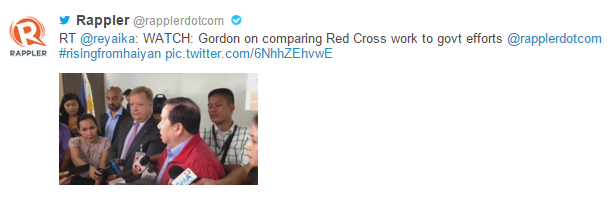 Rappler @rapplerdotcom
RT @reyaika: WATCH: Gordon on comparing Red Cross work to govt efforts @rapplerdotcom
#risingfromhaiyan pic.twitter.com/6NhhZEhvwE
RAPPLER